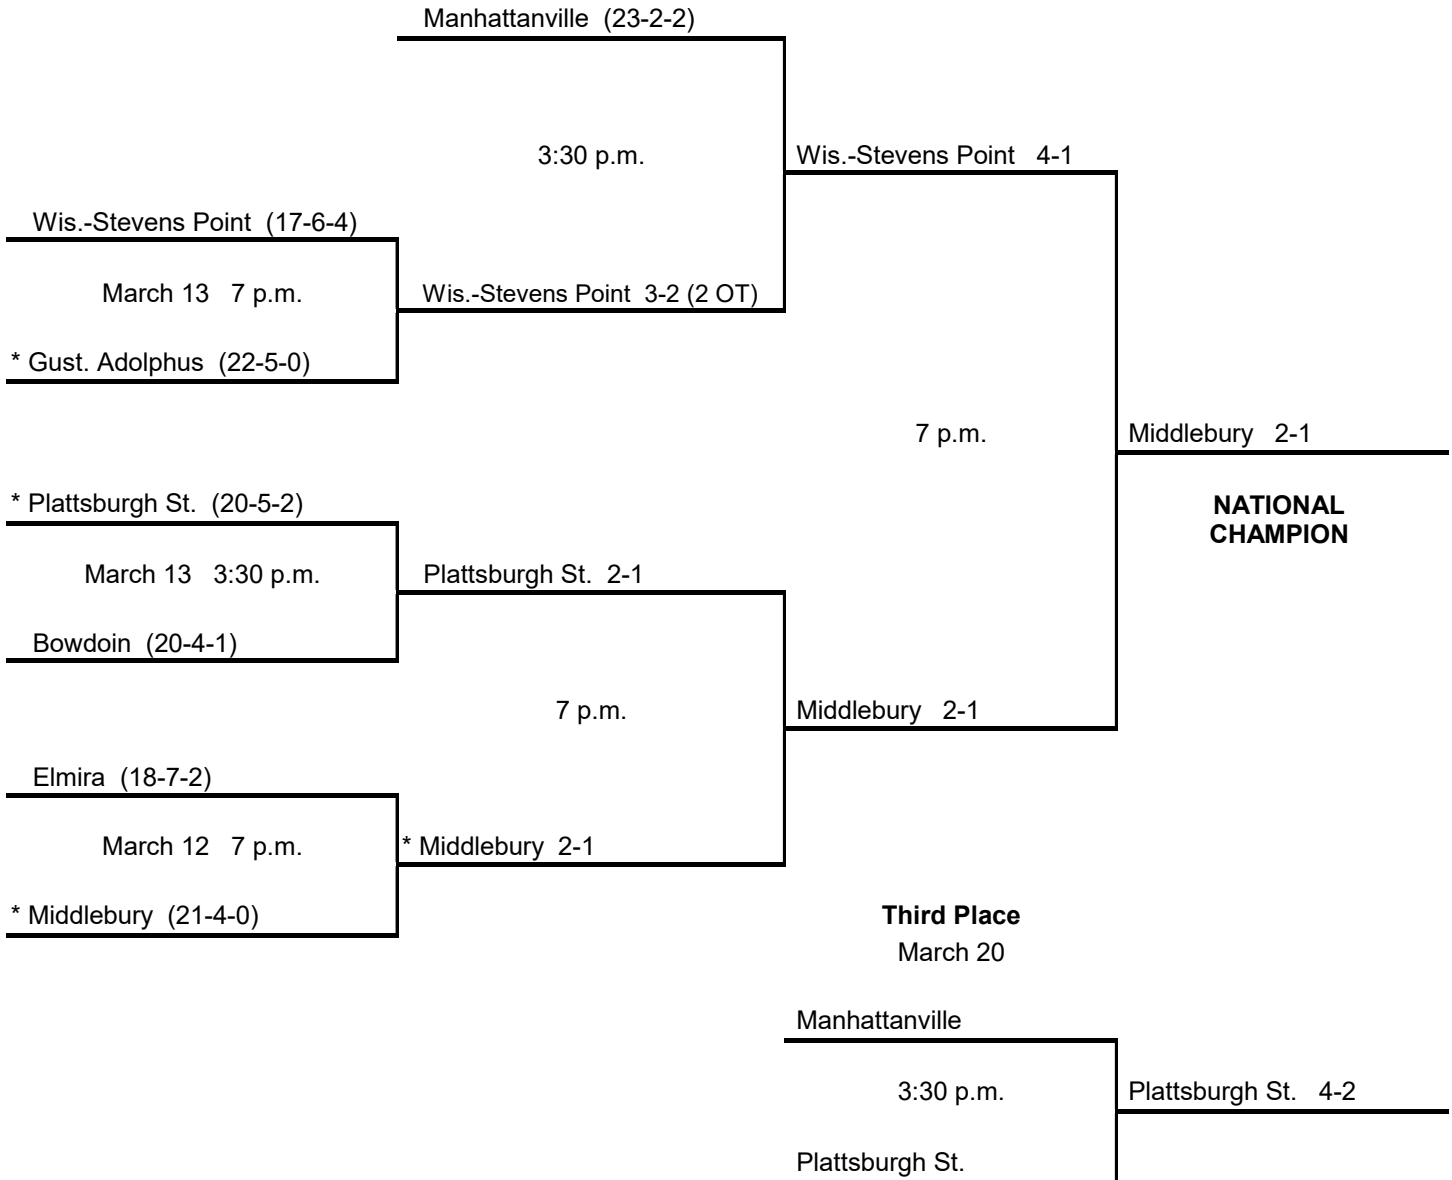 Manhattanville (23-2-2)
3:30 p.m.
Wis.-Stevens Point 4-1
Wis.-Stevens Point (17-6-4)
March 13 7 p.m.
Wis.-Stevens Point 3-2 (2 OT)
* Gust. Adolphus (22-5-0)
7 p.m.
Middlebury 2-1
* Plattsburgh St. (20-5-2)
NATIONAL
CHAMPION
March 13 3:30 p.m.
Plattsburgh St. 2-1
Bowdoin (20-4-1)
7 p.m.
Middlebury 2-1
Elmira (18-7-2)
March 12 7 p.m.
* Middlebury 2-1
* Middlebury (21-4-0)
Third Place
March 20
Manhattanville
3:30 p.m.
Plattsburgh St. 4-2
Plattsburgh St.